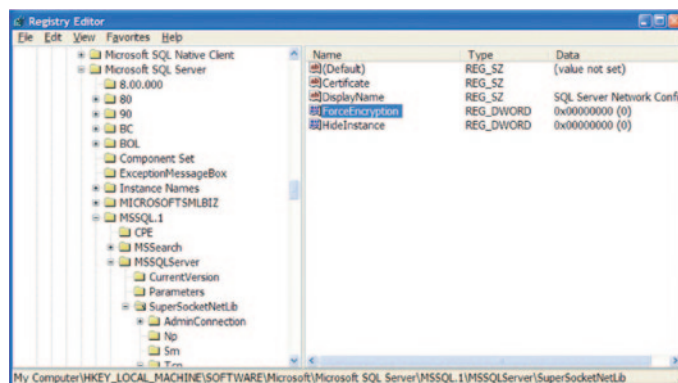 Registry Editor
File Edit View Favorites Help
Microsoft SQL Native Client
Microsoft SQL Server
8.00.000
80
90
BC
BOL
Component Set
ExceptionMessageBox
Instance Names
MICROSOFTSMLBIZ
MSSQL.1
CPE
MSSearch
MSSQLServer
CurrentVersion
Parameters
SuperSocketNetLib
AdminConnection
Np
Sm
Tcp
Name Type Data
(Default) REG_SZ (value not set)
Certificate REG_SZ
DisplayName REG_SZ SQL Server Network Confi
ForceEncryption REG_DWORD 0x00000000 (0)
HideInstance REG_DWORD 0x00000000 (0)
My Computer\HKEY_LOCAL_MACHINE\SOFTWARE\Microsoft\Microsoft SQL Server\MSSQL.1\MSSQLServer\SuperSocketNetLib